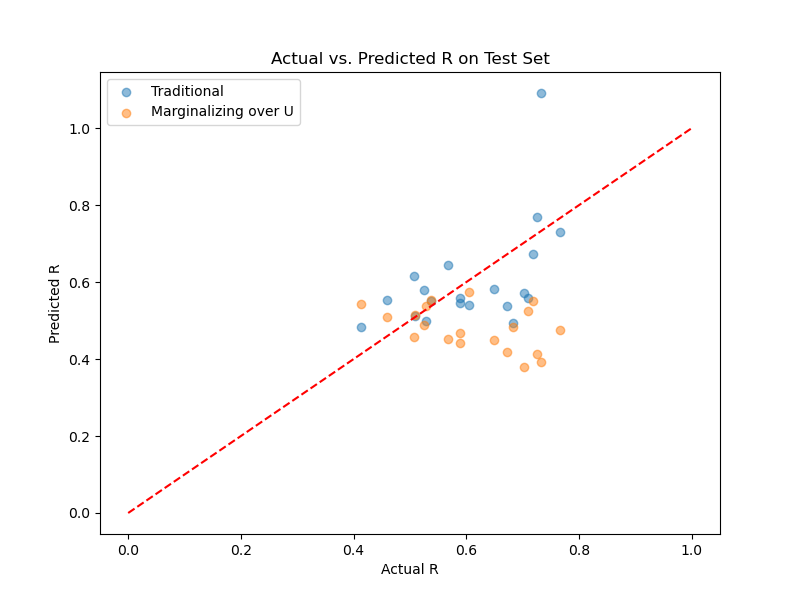 Actual vs. Predicted R on Test Set
Traditional
Marginalizing over U
Predicted R
1.0
0.8
0.6
0.4
0.2
0.0
0.0 0.2 0.4 0.6 0.8 1.0
Actual R